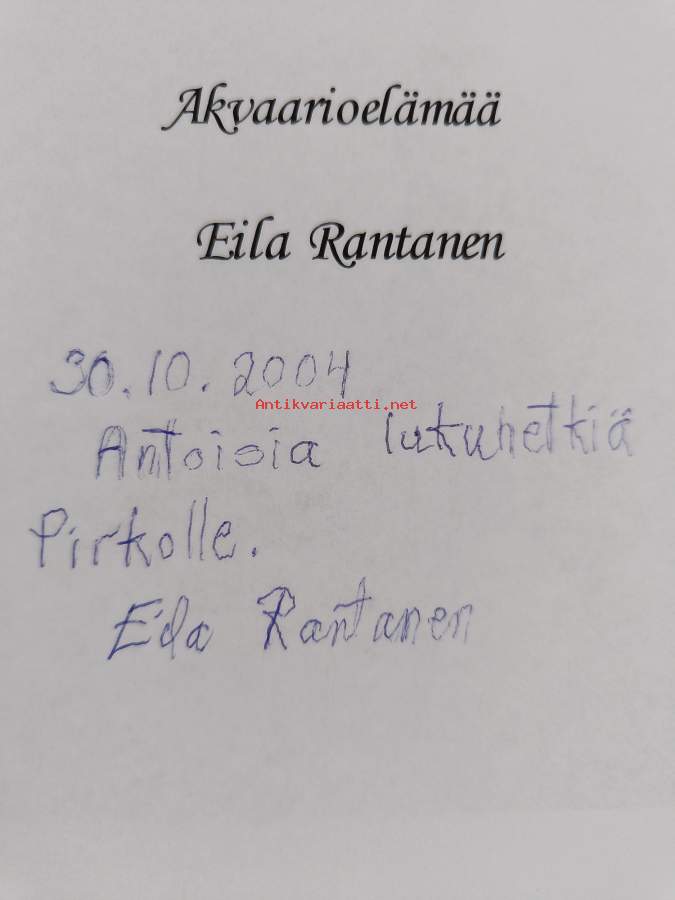 Akvaarioelämää
Eila Rantanen
30.10.2004
Antikvariaatti.net
Antoisia lukuhetkiä
Pirkolle.
Eila Rantanen